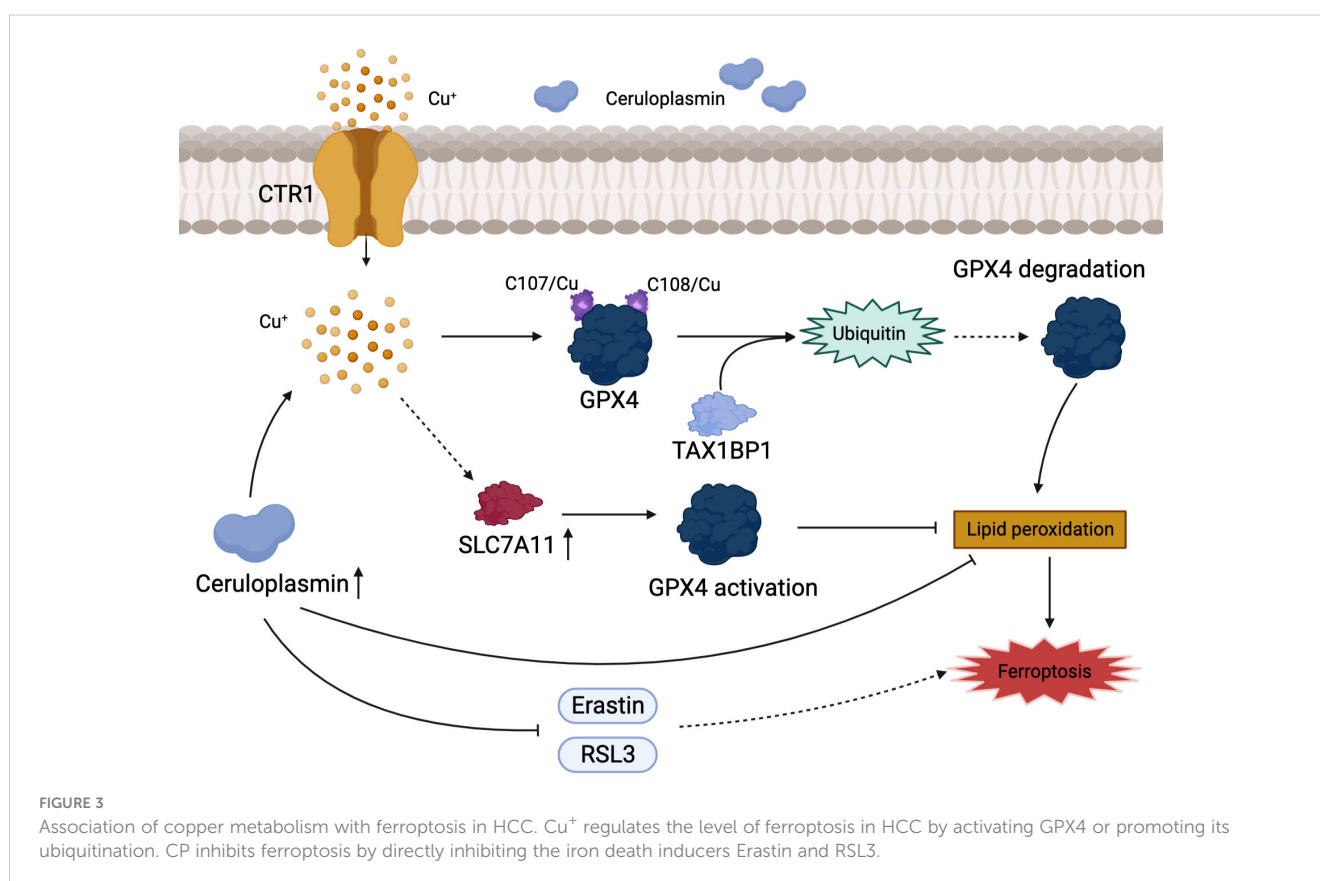 Cu⁺
Ceruloplasmin
CTR1
GPX4 degradation
C107/Cu
C108/Cu
Cu⁺
Ubiquitin
GPX4
TAX1BP1
SLC7A11
Lipid peroxidation
Ceruloplasmin
GPX4 activation
Ferroptosis
Erastin
RSL3
FIGURE 3
Association of copper metabolism with ferroptosis in HCC. Cu⁺ regulates the level of ferroptosis in HCC by activating GPX4 or promoting its
ubiquitination. CP inhibits ferroptosis by directly inhibiting the iron death inducers Erastin and RSL3.